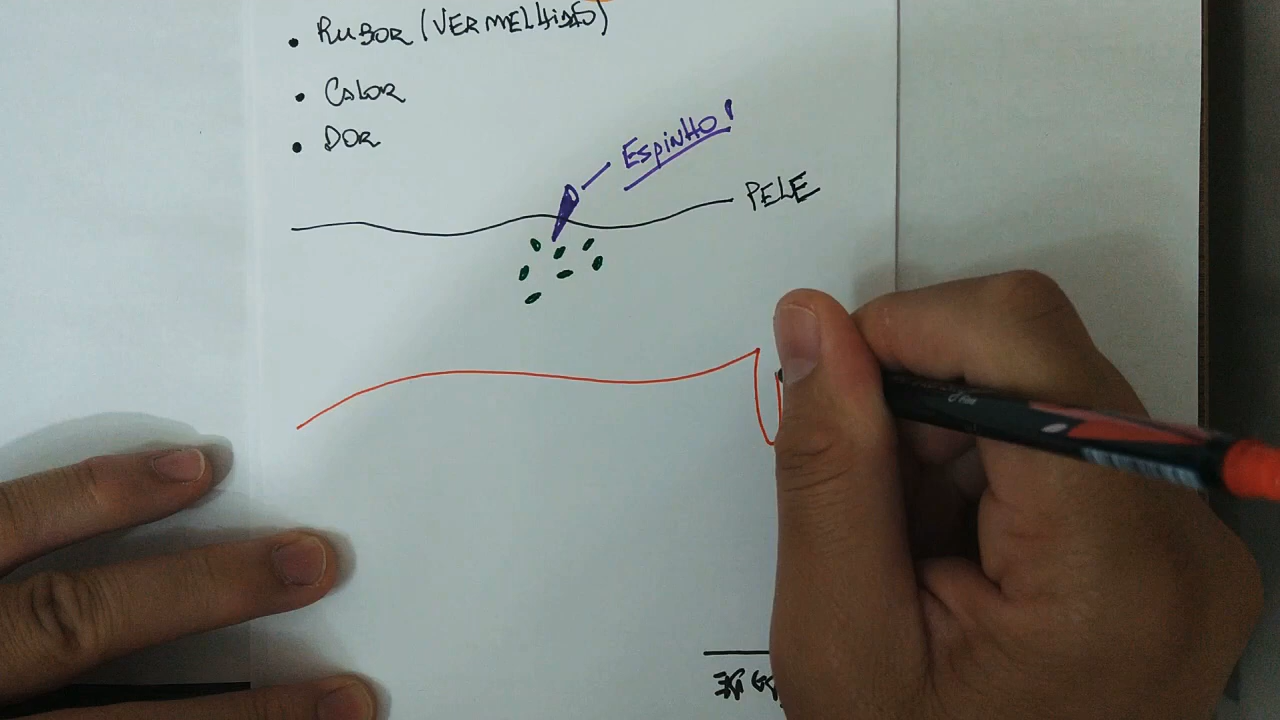 • RUBOR (VERMELHIDÃO)
• CALOR
• DOR
ESPINHO
PELE